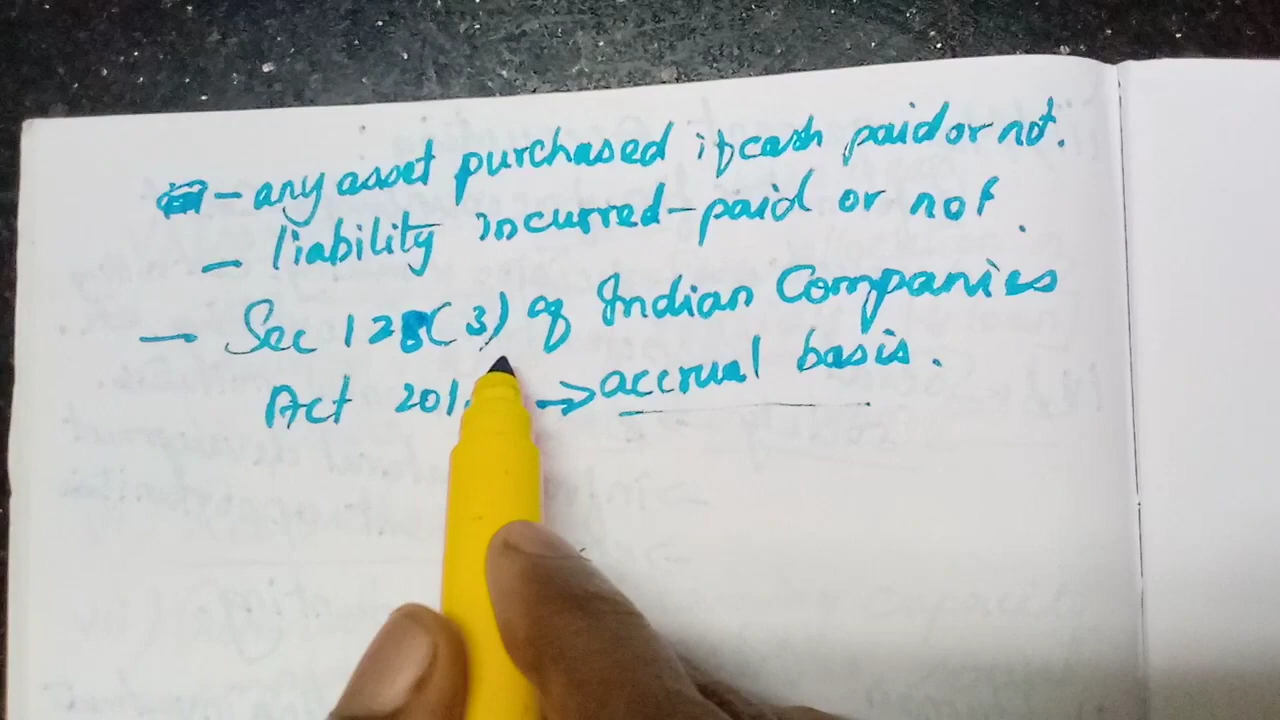 - any asset purchased if cash paid or not.
- liability incurred - paid or not.
- Sec 128(3) of Indian Companies
Act 201 → accrual basis.